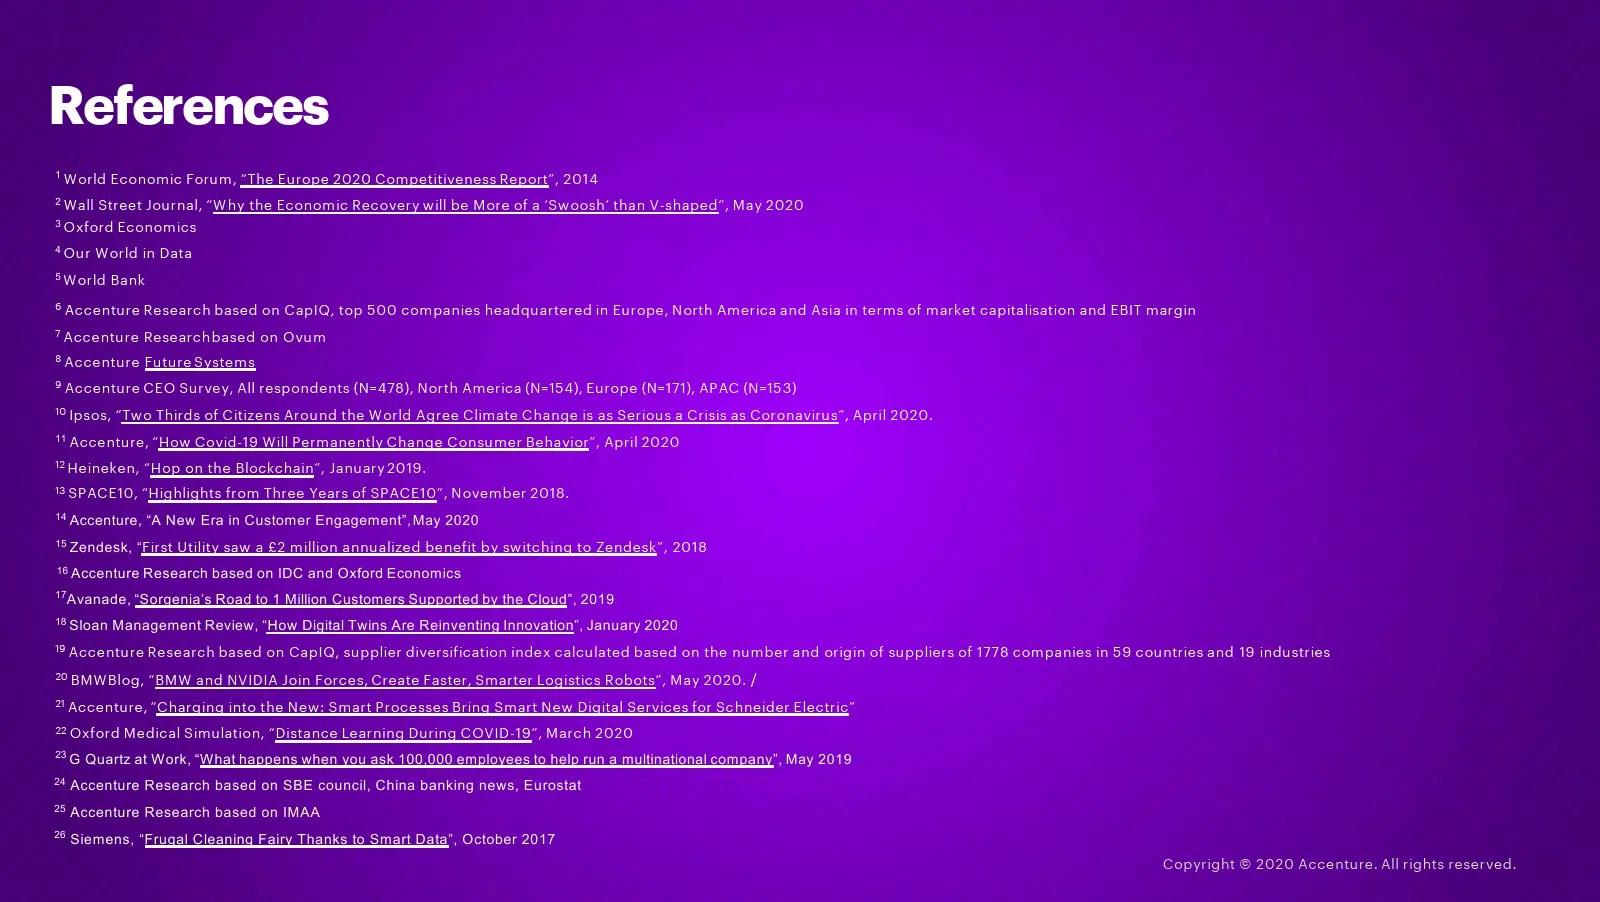 References
1 World Economic Forum, “The Europe 2020 Competitiveness Report”, 2014
2 Wall Street Journal, “Why the Economic Recovery will be More of a ‘Swoosh’ than V-shaped”, May 2020
3 Oxford Economics
4 Our World in Data
5 World Bank
6 Accenture Research based on CapIQ, top 500 companies headquartered in Europe, North America and Asia in terms of market capitalisation and EBIT margin
7 Accenture Researchbased on Ovum
8 Accenture FutureSystems
9 Accenture CEO Survey, All respondents (N=478), North America (N=154), Europe (N=171), APAC (N=153)
10 Ipsos, “Two Thirds of Citizens Around the World Agree Climate Change is as Serious a Crisis as Coronavirus”, April 2020.
11 Accenture, “How Covid-19 Will Permanently Change Consumer Behavior”, April 2020
12 Heineken, “Hop on the Blockchain”, January 2019.
13 SPACE10, “Highlights from Three Years of SPACE10”, November 2018.
14 Accenture, “A New Era in Customer Engagement”, May 2020
15 Zendesk, “First Utility saw a £2 million annualized benefit by switching to Zendesk”, 2018
16 Accenture Research based on IDC and Oxford Economics
17 Avanade, “Sorgenia’s Road to 1 Million Customers Supported by the Cloud”, 2019
18 Sloan Management Review, “How Digital Twins Are Reinventing Innovation”, January 2020
19 Accenture Research based on CapIQ, supplier diversification index calculated based on the number and origin of suppliers of 1778 companies in 59 countries and 19 industries
20 BMWBlog, “BMW and NVIDIA Join Forces, Create Faster, Smarter Logistics Robots”, May 2020. /
21 Accenture, “Charging into the New: Smart Processes Bring Smart New Digital Services for Schneider Electric”
22 Oxford Medical Simulation, “Distance Learning During COVID-19”, March 2020
23 G Quartz at Work, “What happens when you ask 100,000 employees to help run a multinational company”, May 2019
24 Accenture Research based on SBE council, China banking news, Eurostat
25 Accenture Research based on IMAA
26 Siemens, “Frugal Cleaning Fairy Thanks to Smart Data”, October 2017
Copyright © 2020 Accenture. All rights reserved.